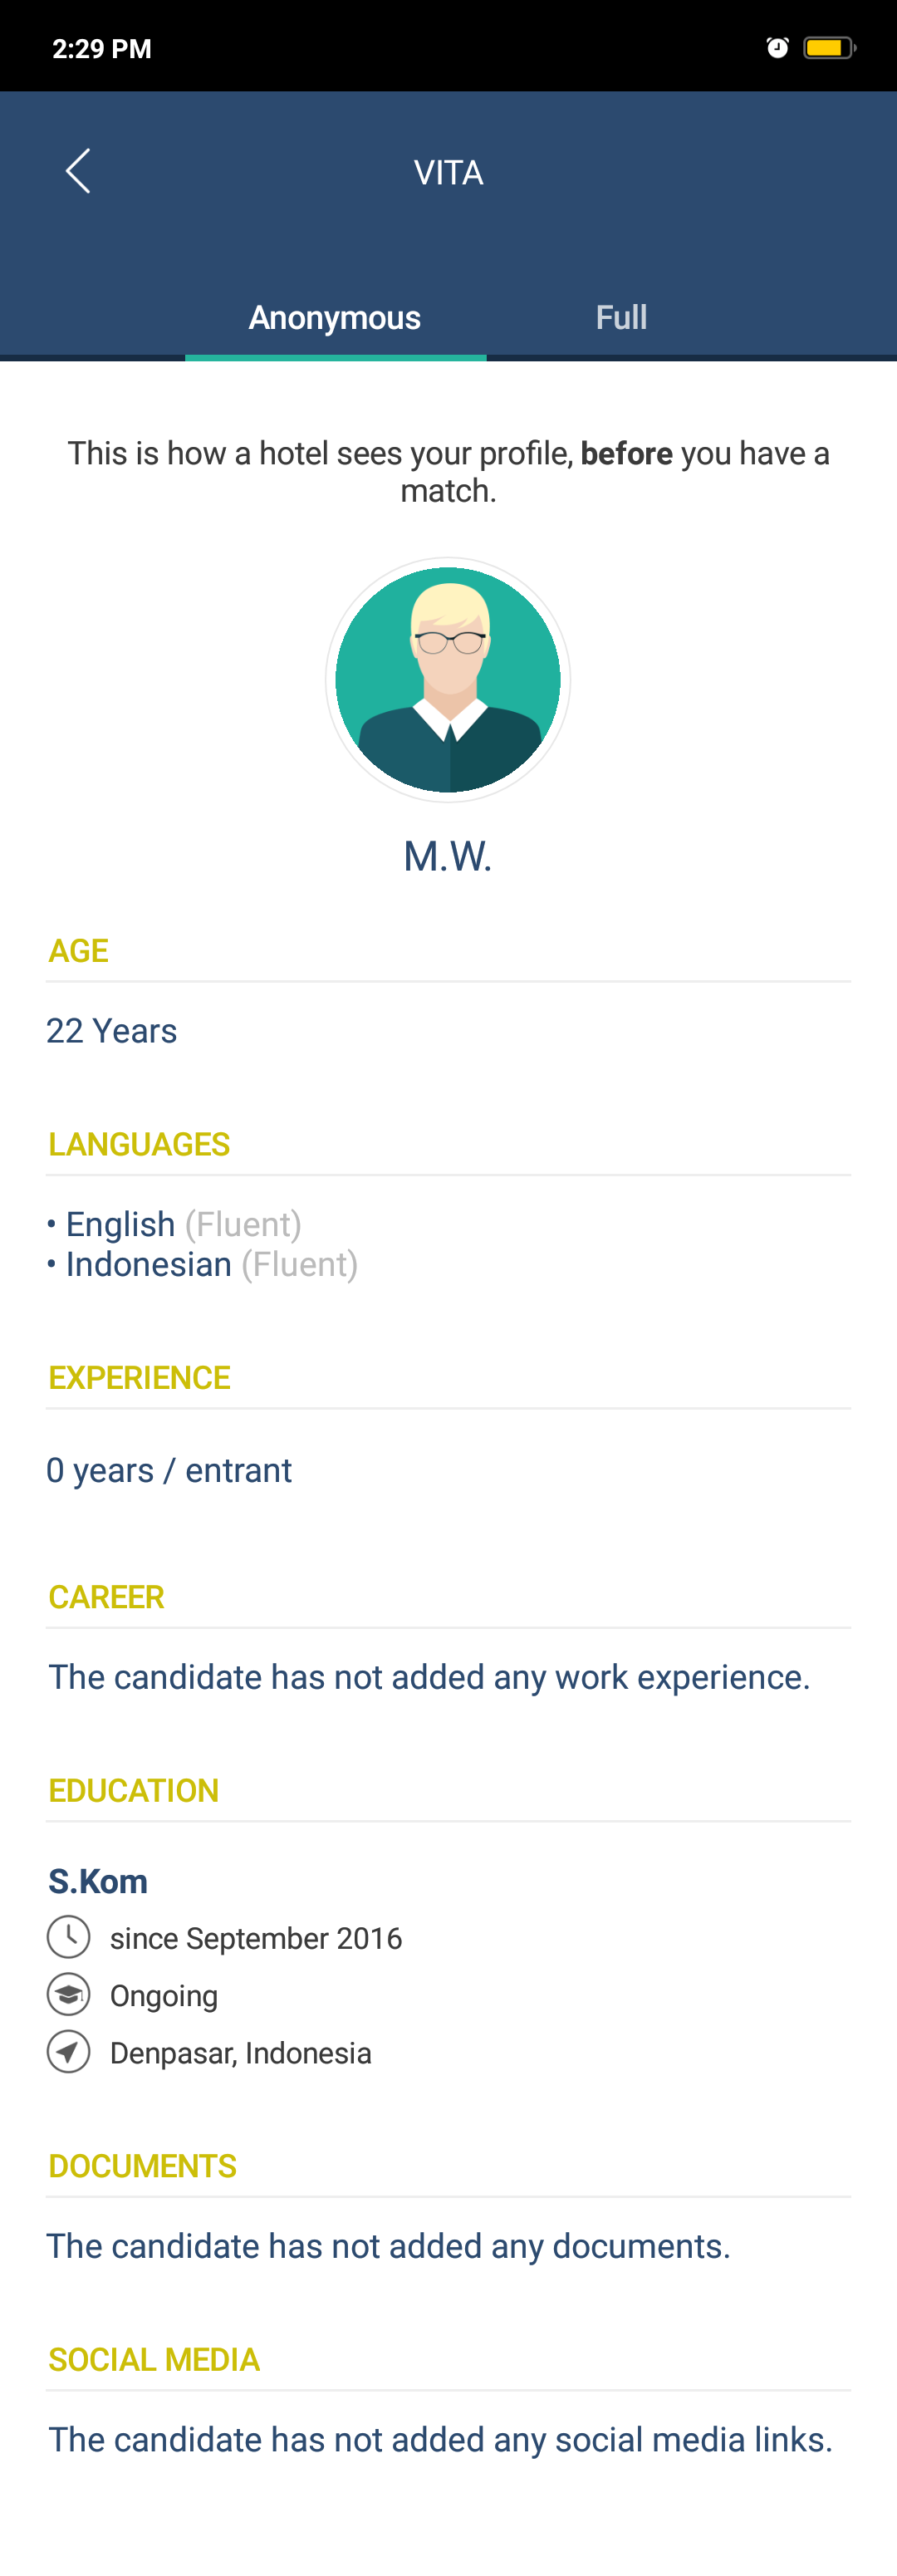 2:29 PM
VITA
Anonymous
Full
This is how a hotel sees your profile, before you have a
match.
M.W.
AGE
22 Years
LANGUAGES
• English (Fluent)
• Indonesian (Fluent)
EXPERIENCE
0 years / entrant
CAREER
The candidate has not added any work experience.
EDUCATION
S.Kom
since September 2016
Ongoing
Denpasar, Indonesia
DOCUMENTS
The candidate has not added any documents.
SOCIAL MEDIA
The candidate has not added any social media links.